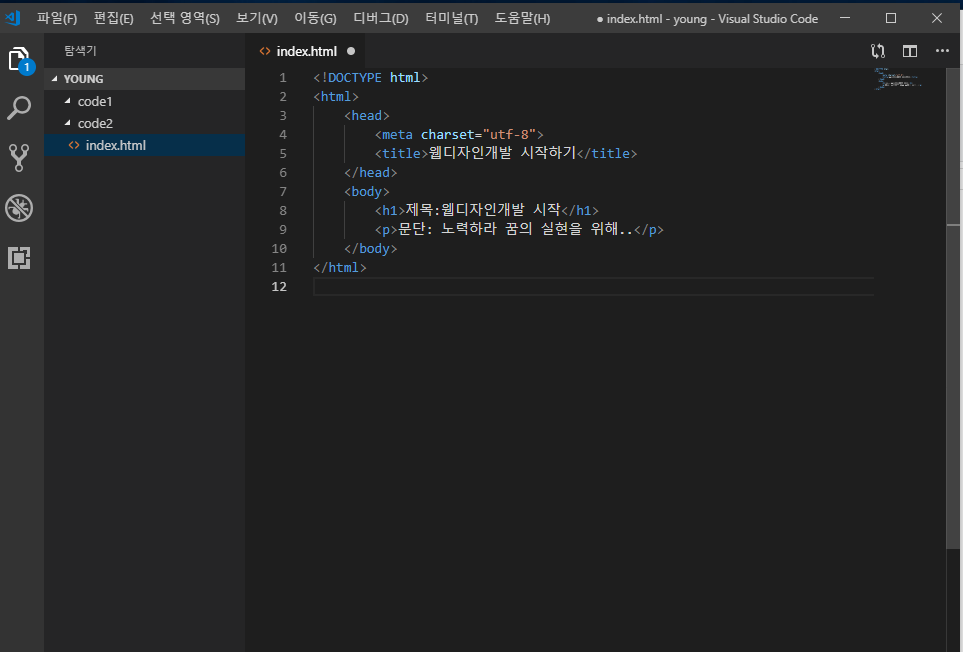 파일(F) 편집(E) 선택 영역(S) 보기(V) 이동(G) 디버그(D) 터미널(T) 도움말(H) ● index.html - young - Visual Studio Code
탐색기
1
YOUNG
code1
code2
<> index.html
<> index.html ●
1 <!DOCTYPE html>
2 <html>
3 <head>
4 <meta charset="utf-8">
5 <title>웹디자인개발 시작하기</title>
6 </head>
7 <body>
8 <h1>제목:웹디자인개발 시작</h1>
9 <p>문단: 노력하라 꿈의 실현을 위해..</p>
10 </body>
11 </html>
12